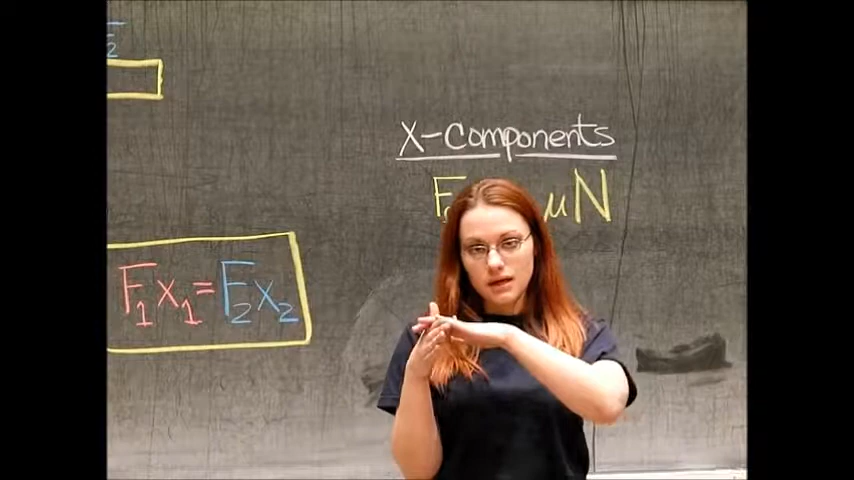 X-Components
μN
F₁x₁=F₂x₂